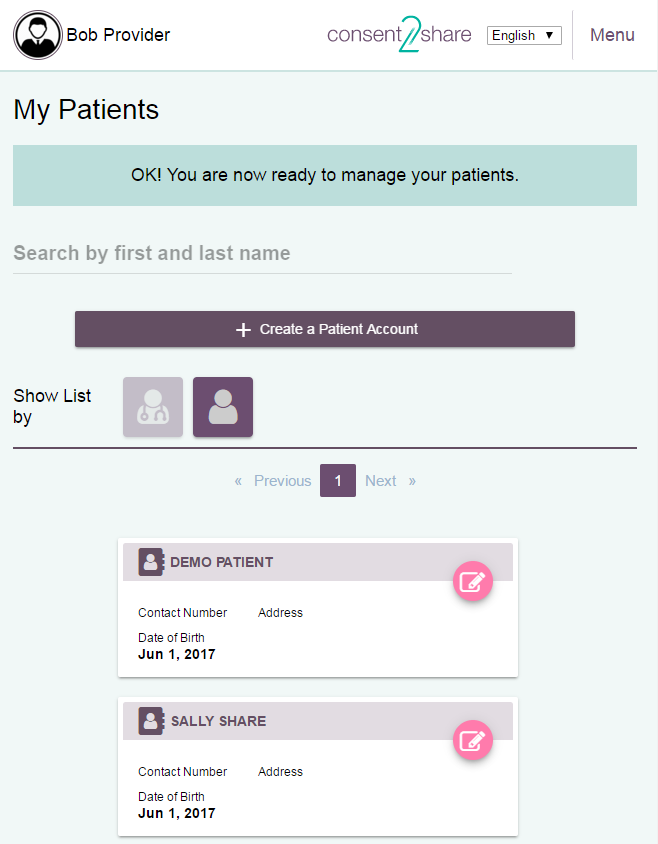 Bob Provider
consent2share
English ▼
Menu
My Patients
OK! You are now ready to manage your patients.
Search by first and last name
+ Create a Patient Account
Show List
by
« Previous 1 Next »
DEMO PATIENT
Contact Number Address
Date of Birth
Jun 1, 2017
SALLY SHARE
Contact Number Address
Date of Birth
Jun 1, 2017